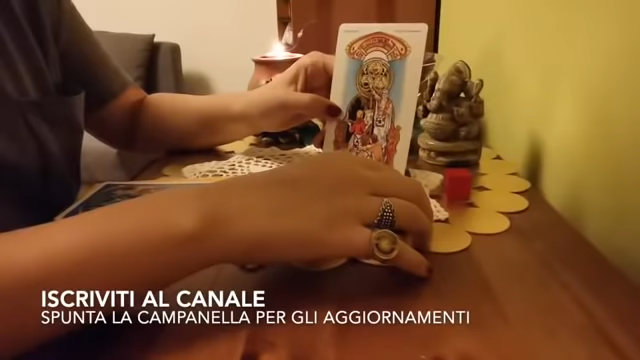 ISCRIVITI AL CANALE
SPUNTA LA CAMPANELLA PER GLI AGGIORNAMENTI